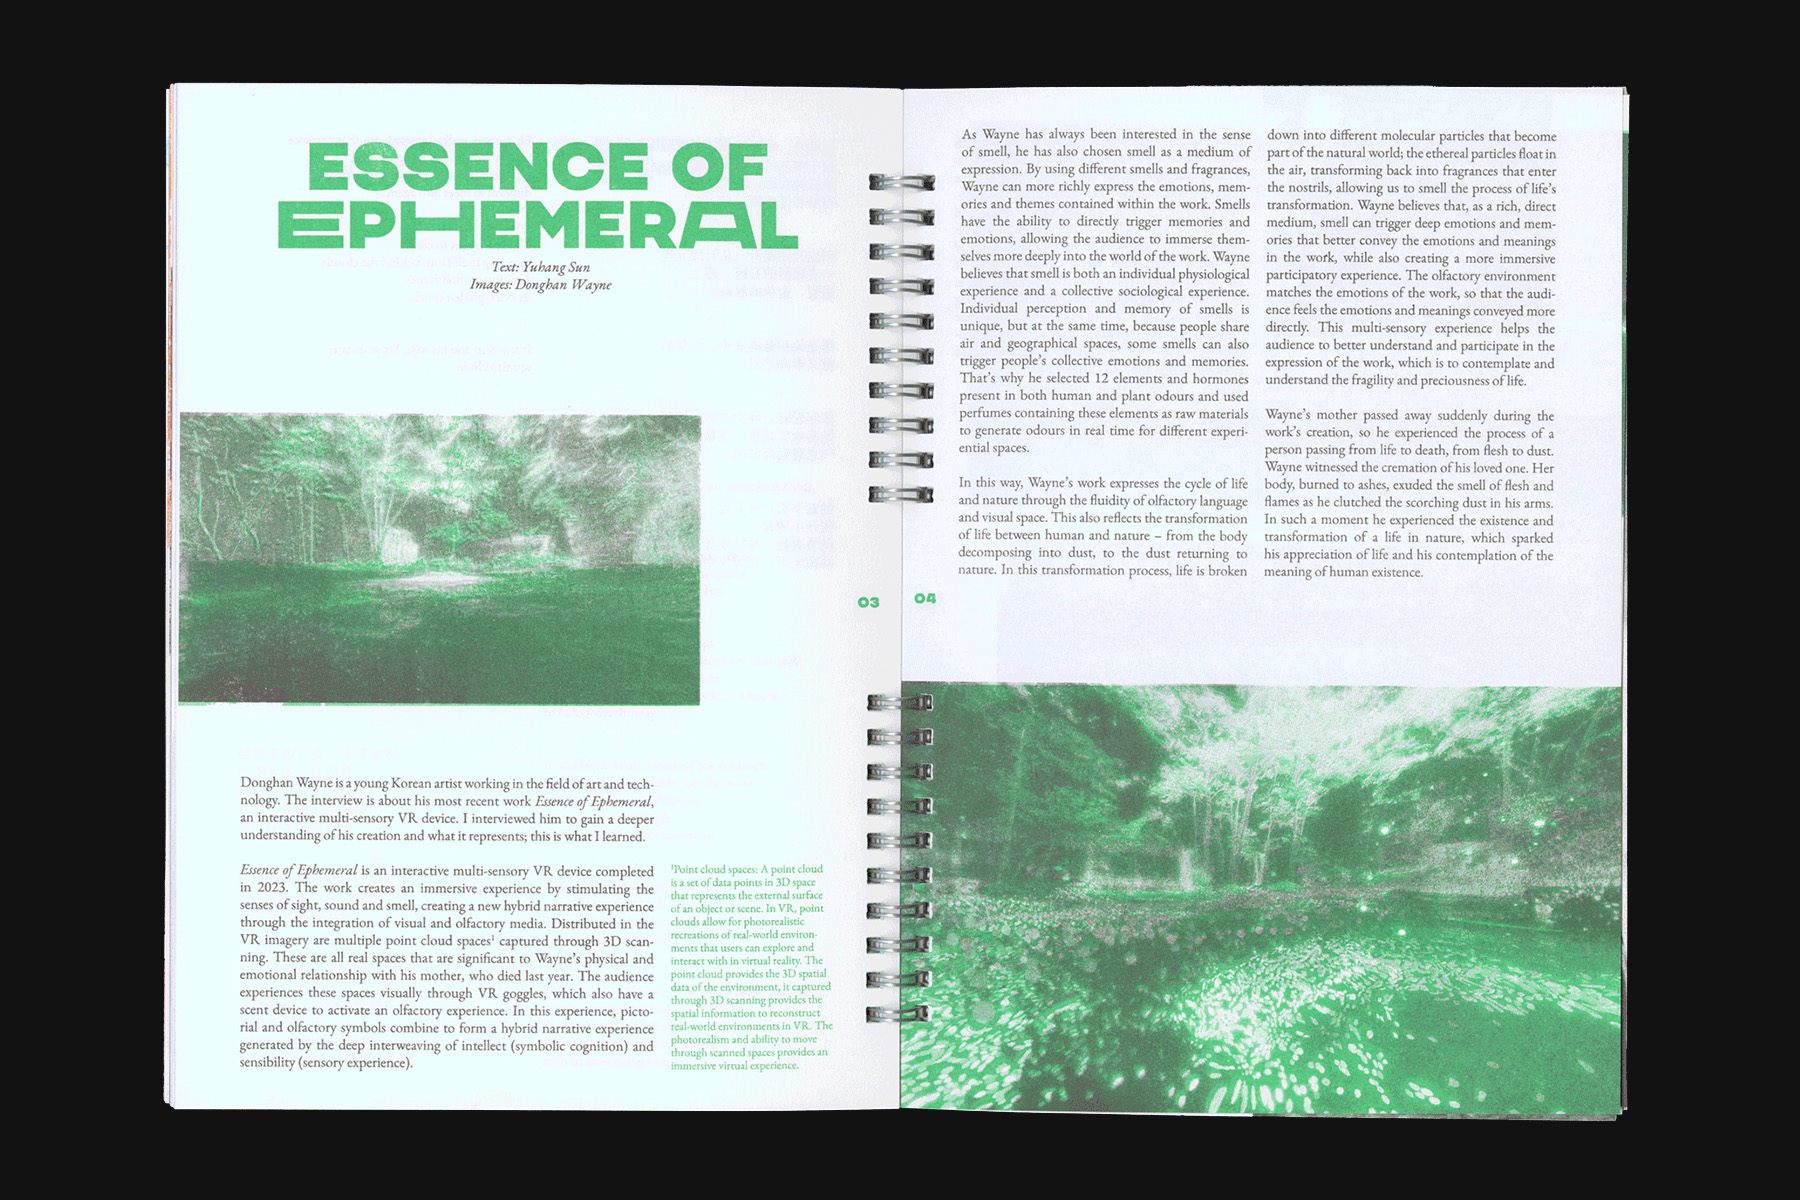 ESSENCE OF
EPHEMERAL
Text: Yuhang Sun
Images: Donghan Wayne
Donghan Wayne is a young Korean artist working in the field of art and tech-
nology. The interview is about his most recent work Essence of Ephemeral,
an interactive multi-sensory VR device. I interviewed him to gain a deeper
understanding of his creation and what it represents; this is what I learned.
Essence of Ephemeral is an interactive multi-sensory VR device completed
in 2023. The work creates an immersive experience by stimulating the
senses of sight, sound and smell, creating a new hybrid narrative experience
through the integration of visual and olfactory media. Distributed in the
VR imagery are multiple point cloud spaces¹ captured through 3D scan-
ning. These are all real spaces that are significant to Wayne’s physical and
emotional relationship with his mother, who died last year. The audience
experiences these spaces visually through VR goggles, which also have a
scent device to activate an olfactory experience. In this experience, picto-
rial and olfactory symbols combine to form a hybrid narrative experience
generated by the deep interweaving of intellect (symbolic cognition) and
sensibility (sensory experience).
¹Point cloud spaces: A point cloud
is a set of data points in 3D space
that represents the external surface
of an object or scene. In VR, point
clouds allow for photorealistic
recreations of real-world environ-
ments that users can explore and
interact with in virtual reality. The
point cloud provides the 3D spatial
data of the environment, it captured
through 3D scanning provides the
spatial information to reconstruct
real-world environments in VR. The
photorealism and ability to move
through scanned spaces provides an
immersive virtual experience.
03
04
As Wayne has always been interested in the sense
of smell, he has also chosen smell as a medium of
expression. By using different smells and fragrances,
Wayne can more richly express the emotions, mem-
ories and themes contained within the work. Smells
have the ability to directly trigger memories and
emotions, allowing the audience to immerse them-
selves more deeply into the world of the work. Wayne
believes that smell is both an individual physiological
experience and a collective sociological experience.
Individual perception and memory of smells is
unique, but at the same time, because people share
air and geographical spaces, some smells can also
trigger people’s collective emotions and memories.
That’s why he selected 12 elements and hormones
present in both human and plant odours and used
perfumes containing these elements as raw materials
to generate odours in real time for different experi-
ential spaces.
In this way, Wayne’s work expresses the cycle of life
and nature through the fluidity of olfactory language
and visual space. This also reflects the transformation
of life between human and nature – from the body
decomposing into dust, to the dust returning to
nature. In this transformation process, life is broken
down into different molecular particles that become
part of the natural world; the ethereal particles float in
the air, transforming back into fragrances that enter
the nostrils, allowing us to smell the process of life’s
transformation. Wayne believes that, as a rich, direct
medium, smell can trigger deep emotions and mem-
ories that better convey the emotions and meanings
in the work, while also creating a more immersive
participatory experience. The olfactory environment
matches the emotions of the work, so that the audi-
ence feels the emotions and meanings conveyed more
directly. This multi-sensory experience helps the
audience to better understand and participate in the
expression of the work, which is to contemplate and
understand the fragility and preciousness of life.
Wayne’s mother passed away suddenly during the
work’s creation, so he experienced the process of a
person passing from life to death, from flesh to dust.
Wayne witnessed the cremation of his loved one. Her
body, burned to ashes, exuded the smell of flesh and
flames as he clutched the scorching dust in his arms.
In such a moment he experienced the existence and
transformation of a life in nature, which sparked
his appreciation of life and his contemplation of the
meaning of human existence.